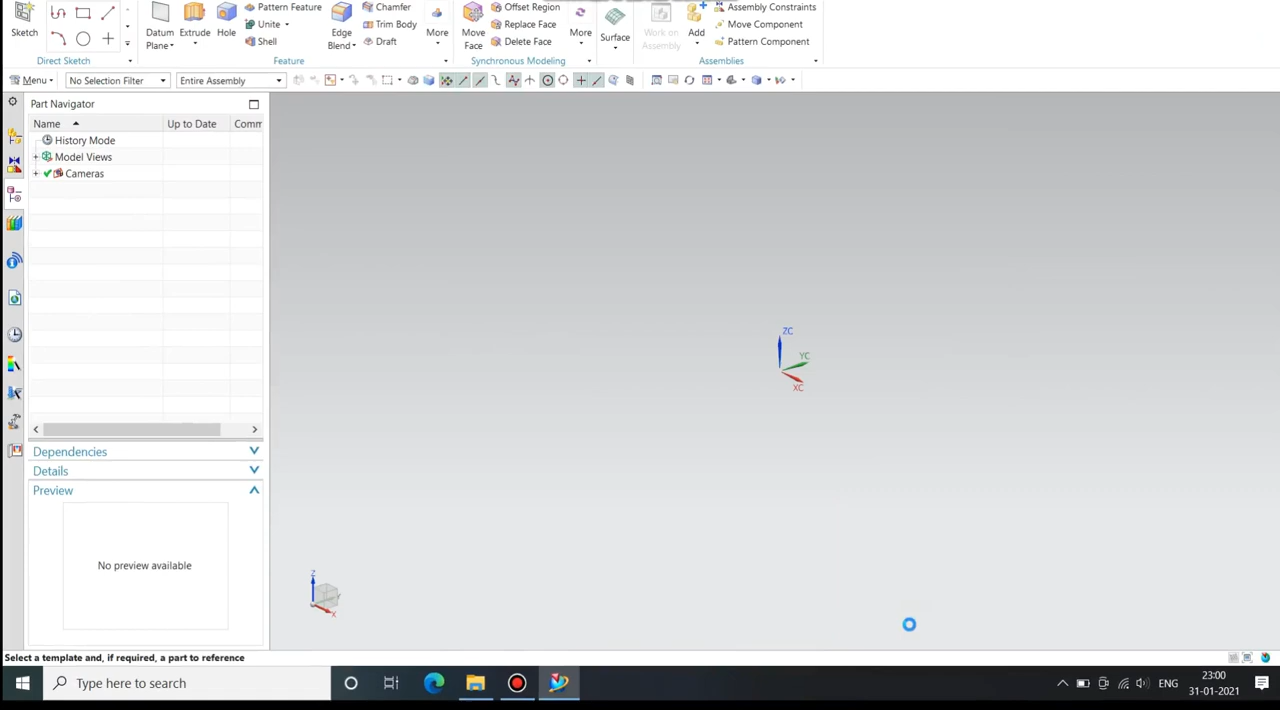 Sketch
Direct Sketch
Datum Plane
Extrude
Hole
Pattern Feature
Unite
Shell
Edge Blend
Chamfer
Trim Body
Draft
More
Feature
Move Face
Offset Region
Replace Face
Delete Face
More
Synchronous Modeling
Surface
Work on Assembly
Add
Assembly Constraints
Move Component
Pattern Component
Assemblies
Menu
No Selection Filter
Entire Assembly
Part Navigator
Name Up to Date Comm
History Mode
Model Views
Cameras
Dependencies
Details
Preview
No preview available
ZC
YC
XC
Z
X
Select a template and, if required, a part to reference
Type here to search
ENG
23:00
31-01-2021